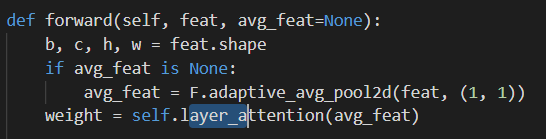 def forward(self, feat, avg_feat=None):
b, c, h, w = feat.shape
if avg_feat is None:
avg_feat = F.adaptive_avg_pool2d(feat, (1, 1))
weight = self.layer_attention(avg_feat)